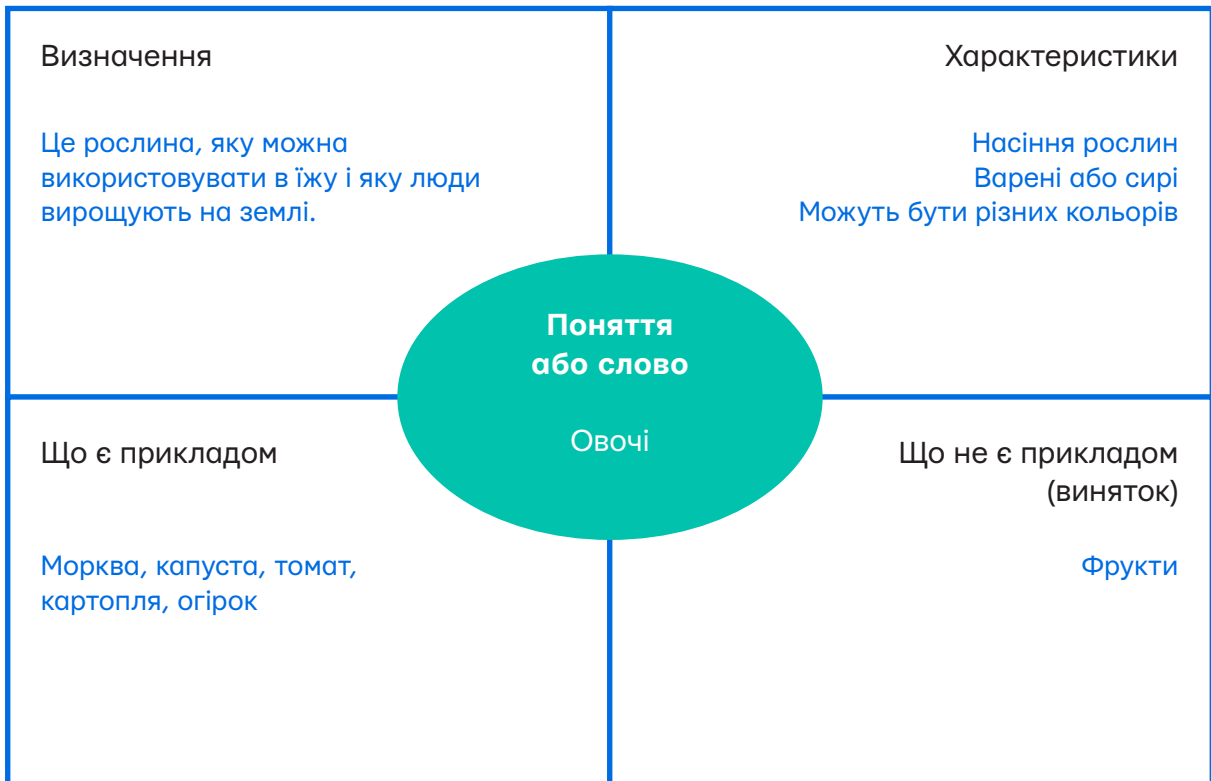 Визначення
Це рослина, яку можна
використовувати в їжу і яку люди
вирощують на землі.
Характеристики
Насіння рослин
Варені або сирі
Можуть бути різних кольорів
Поняття
або слово
Овочі
Що є прикладом
Морква, капуста, томат,
картопля, огірок
Що не є прикладом
(виняток)
Фрукти